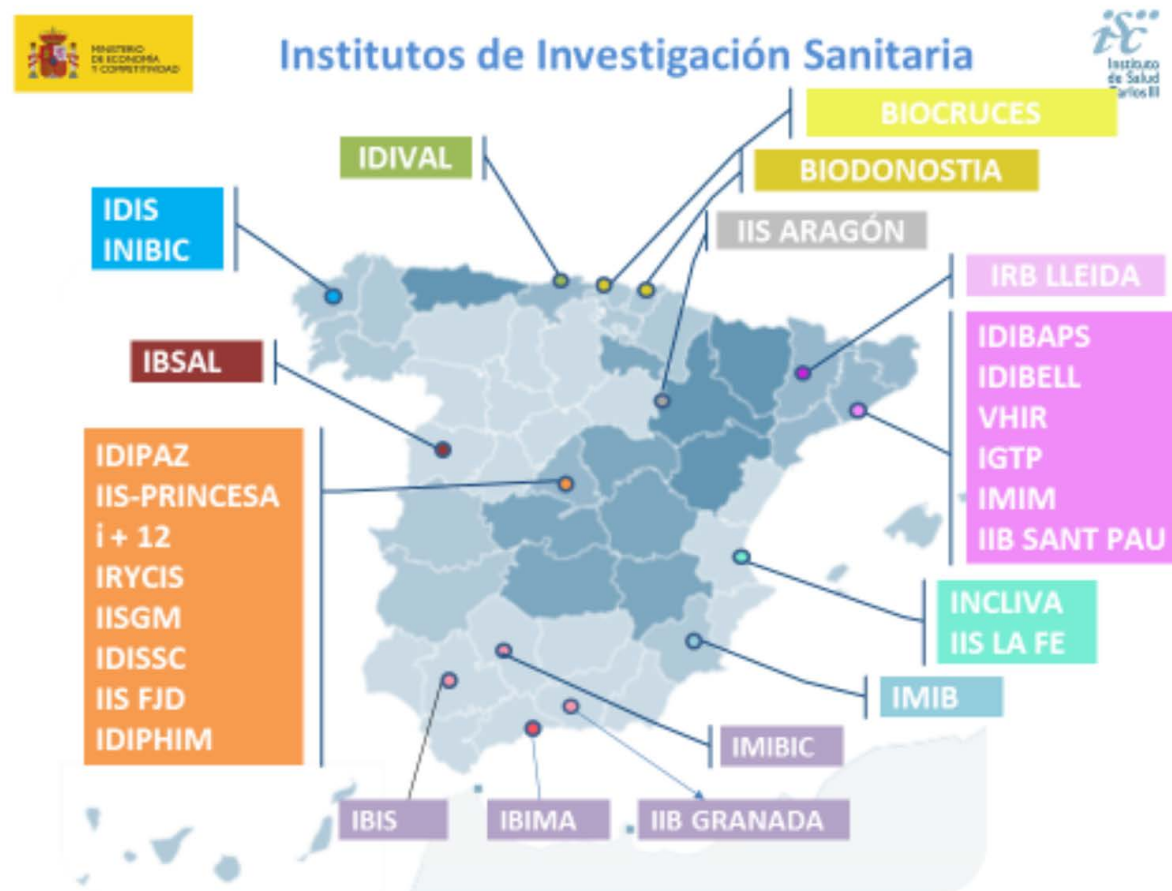 MINISTERIO
DE ECONOMÍA
Y COMPETITIVIDAD
Institutos de Investigación Sanitaria
isc
Instituto
de Salud
Carlos III
BIOCRUCES
IDIVAL
BIODONOSTIA
IDIS
INIBIC
IIS ARAGÓN
IRB LLEIDA
IBSAL
IDIBAPS
IDIBELL
VHIR
IGTP
IMIM
IIB SANT PAU
IDIPAZ
IIS-PRINCESA
i + 12
IRYCIS
IISGM
IDISSC
IIS FJD
IDIPHIM
INCLIVA
IIS LA FE
IMIB
IMIBIC
IBIS
IBIMA
IIB GRANADA